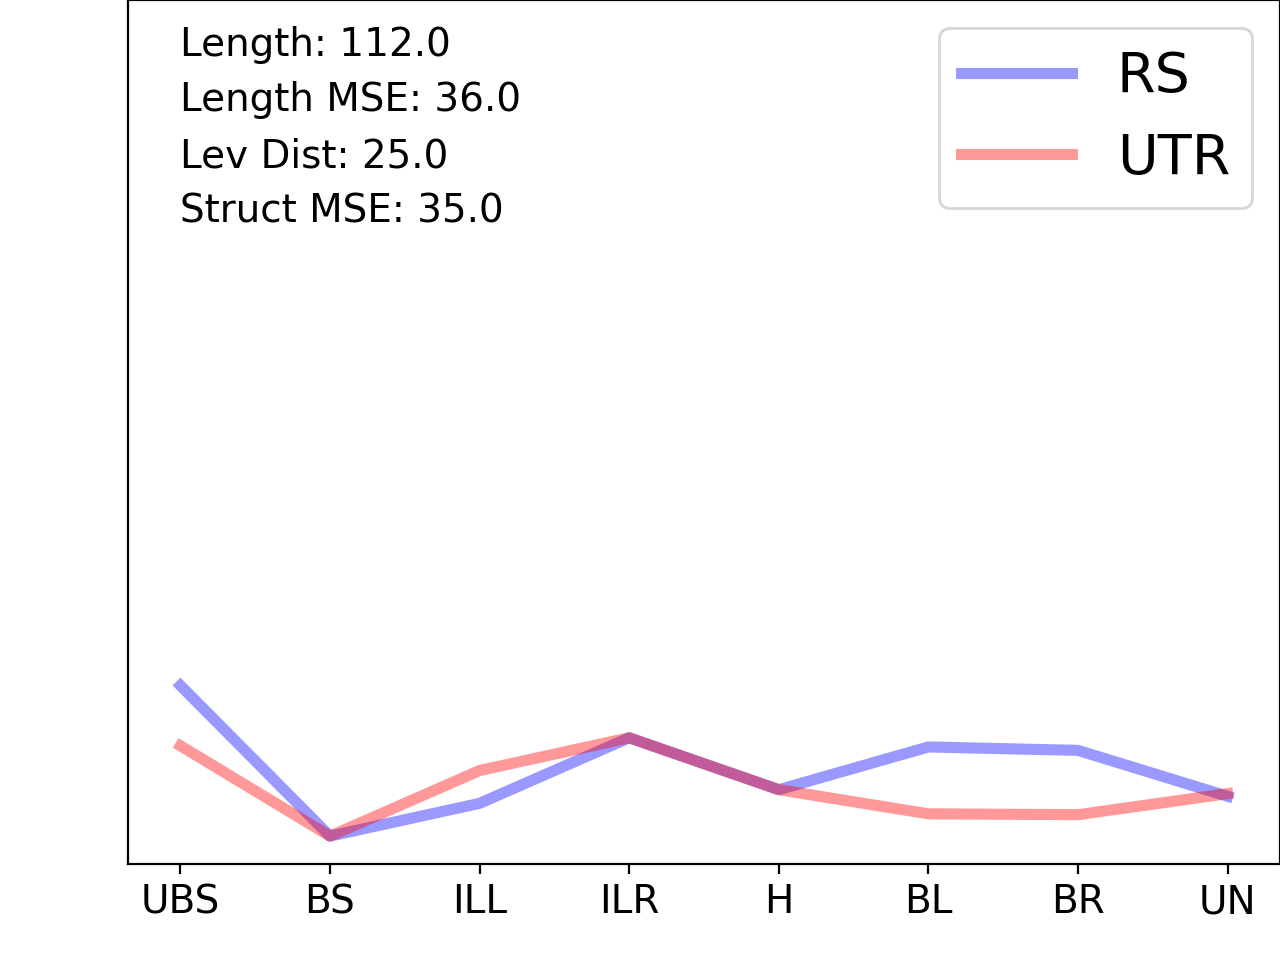 Length: 112.0
Length MSE: 36.0
Lev Dist: 25.0
Struct MSE: 35.0
RS
UTR
UBS BS ILL ILR H BL BR UN